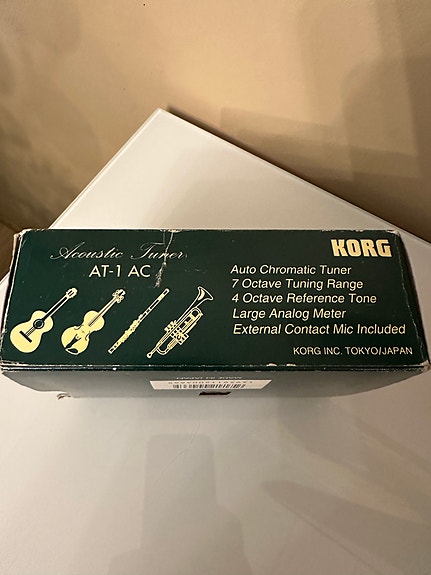 Acoustic Tuner
AT-1 AC
KORG
Auto Chromatic Tuner
7 Octave Tuning Range
4 Octave Reference Tone
Large Analog Meter
External Contact Mic Included
KORG INC. TOKYO/JAPAN